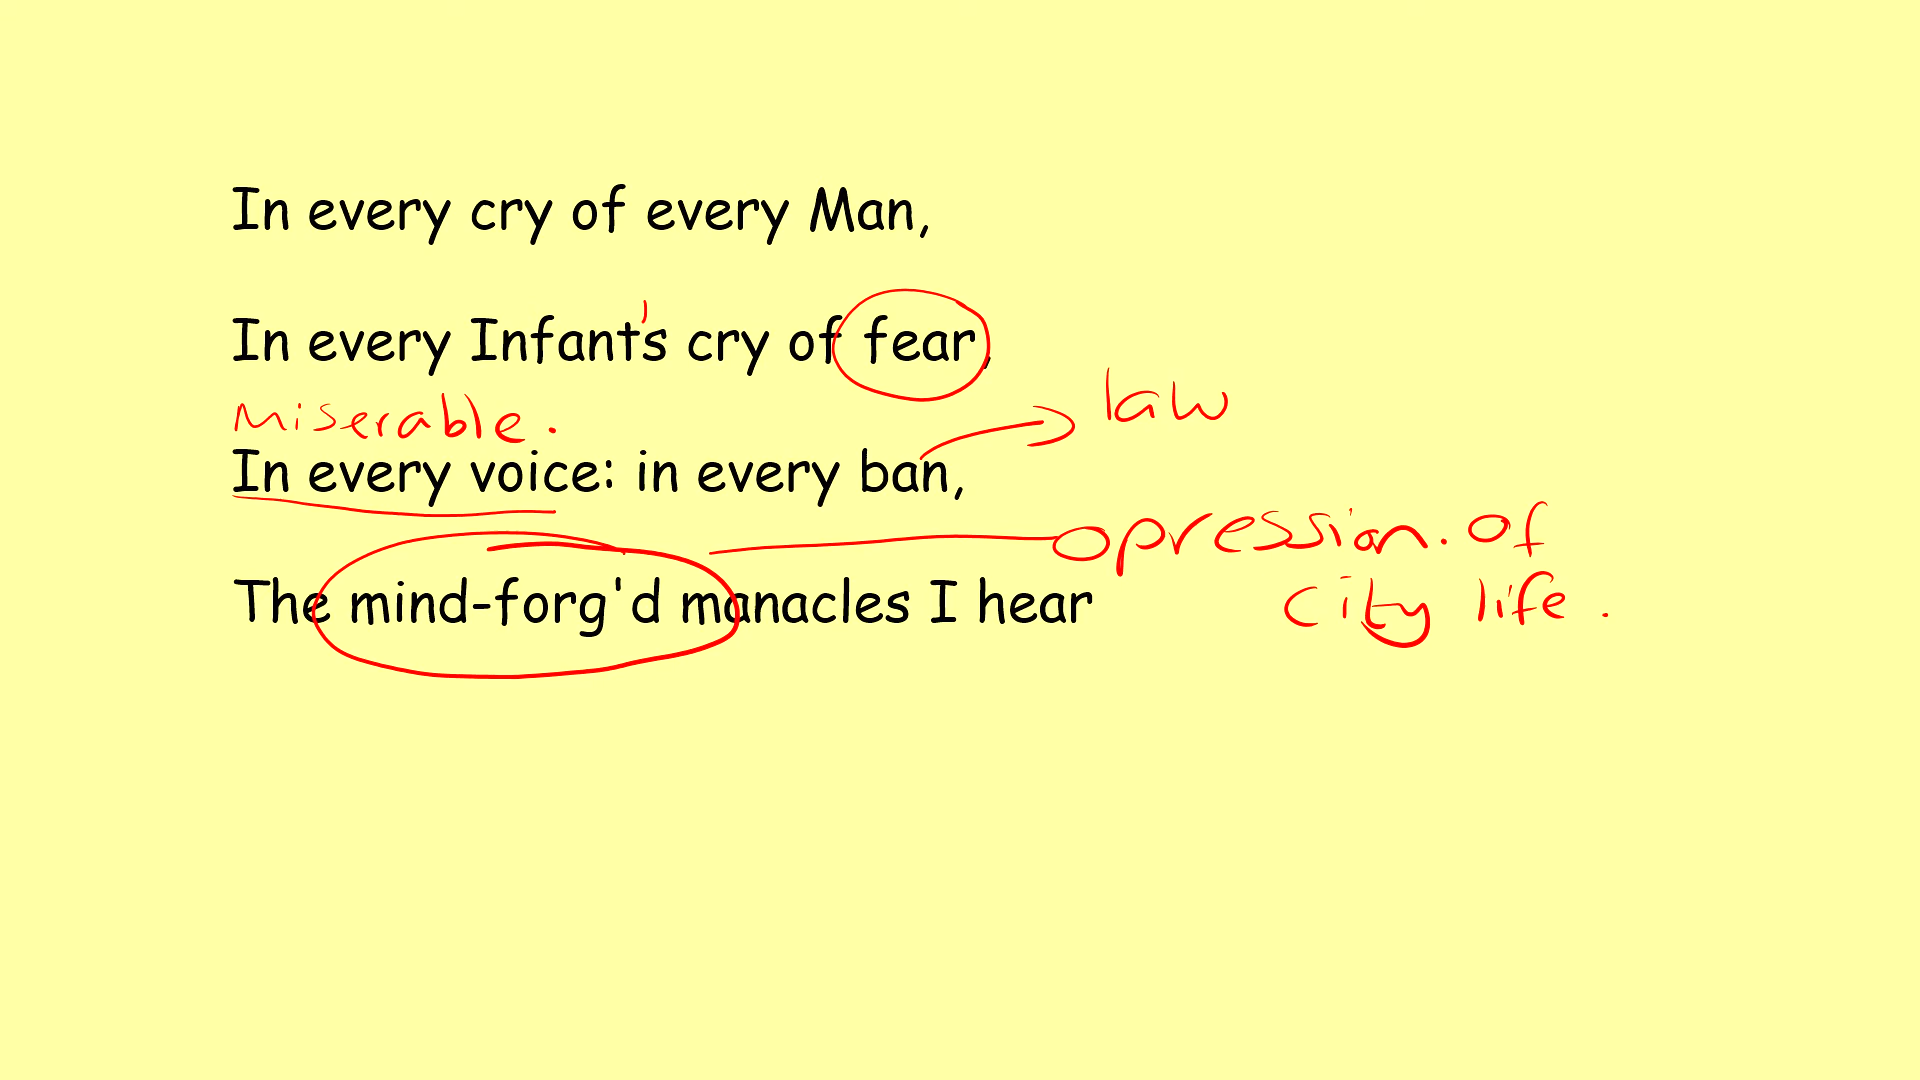 In every cry of every Man,
In every Infant's cry of fear,
Miserable.
law
In every voice: in every ban,
opression. of
city life.
The mind-forg'd manacles I hear